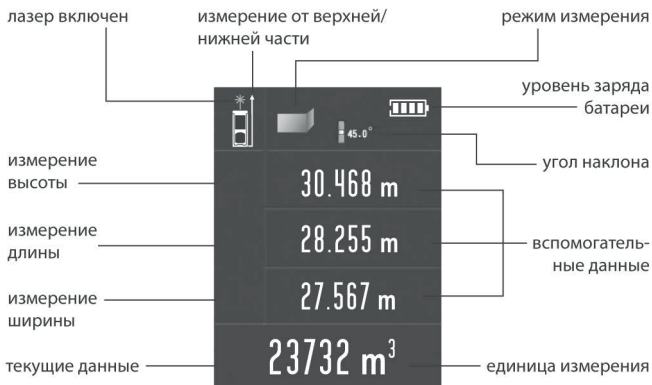 лазер включен
измерение от верхней/
нижней части
режим измерения
уровень заряда
батареи
45.0°
угол наклона
измерение
высоты
30.468 m
измерение
длины
28.255 m
вспомогатель-
ные данные
измерение
ширины
27.567 m
текущие данные
23732 m³
единица измерения